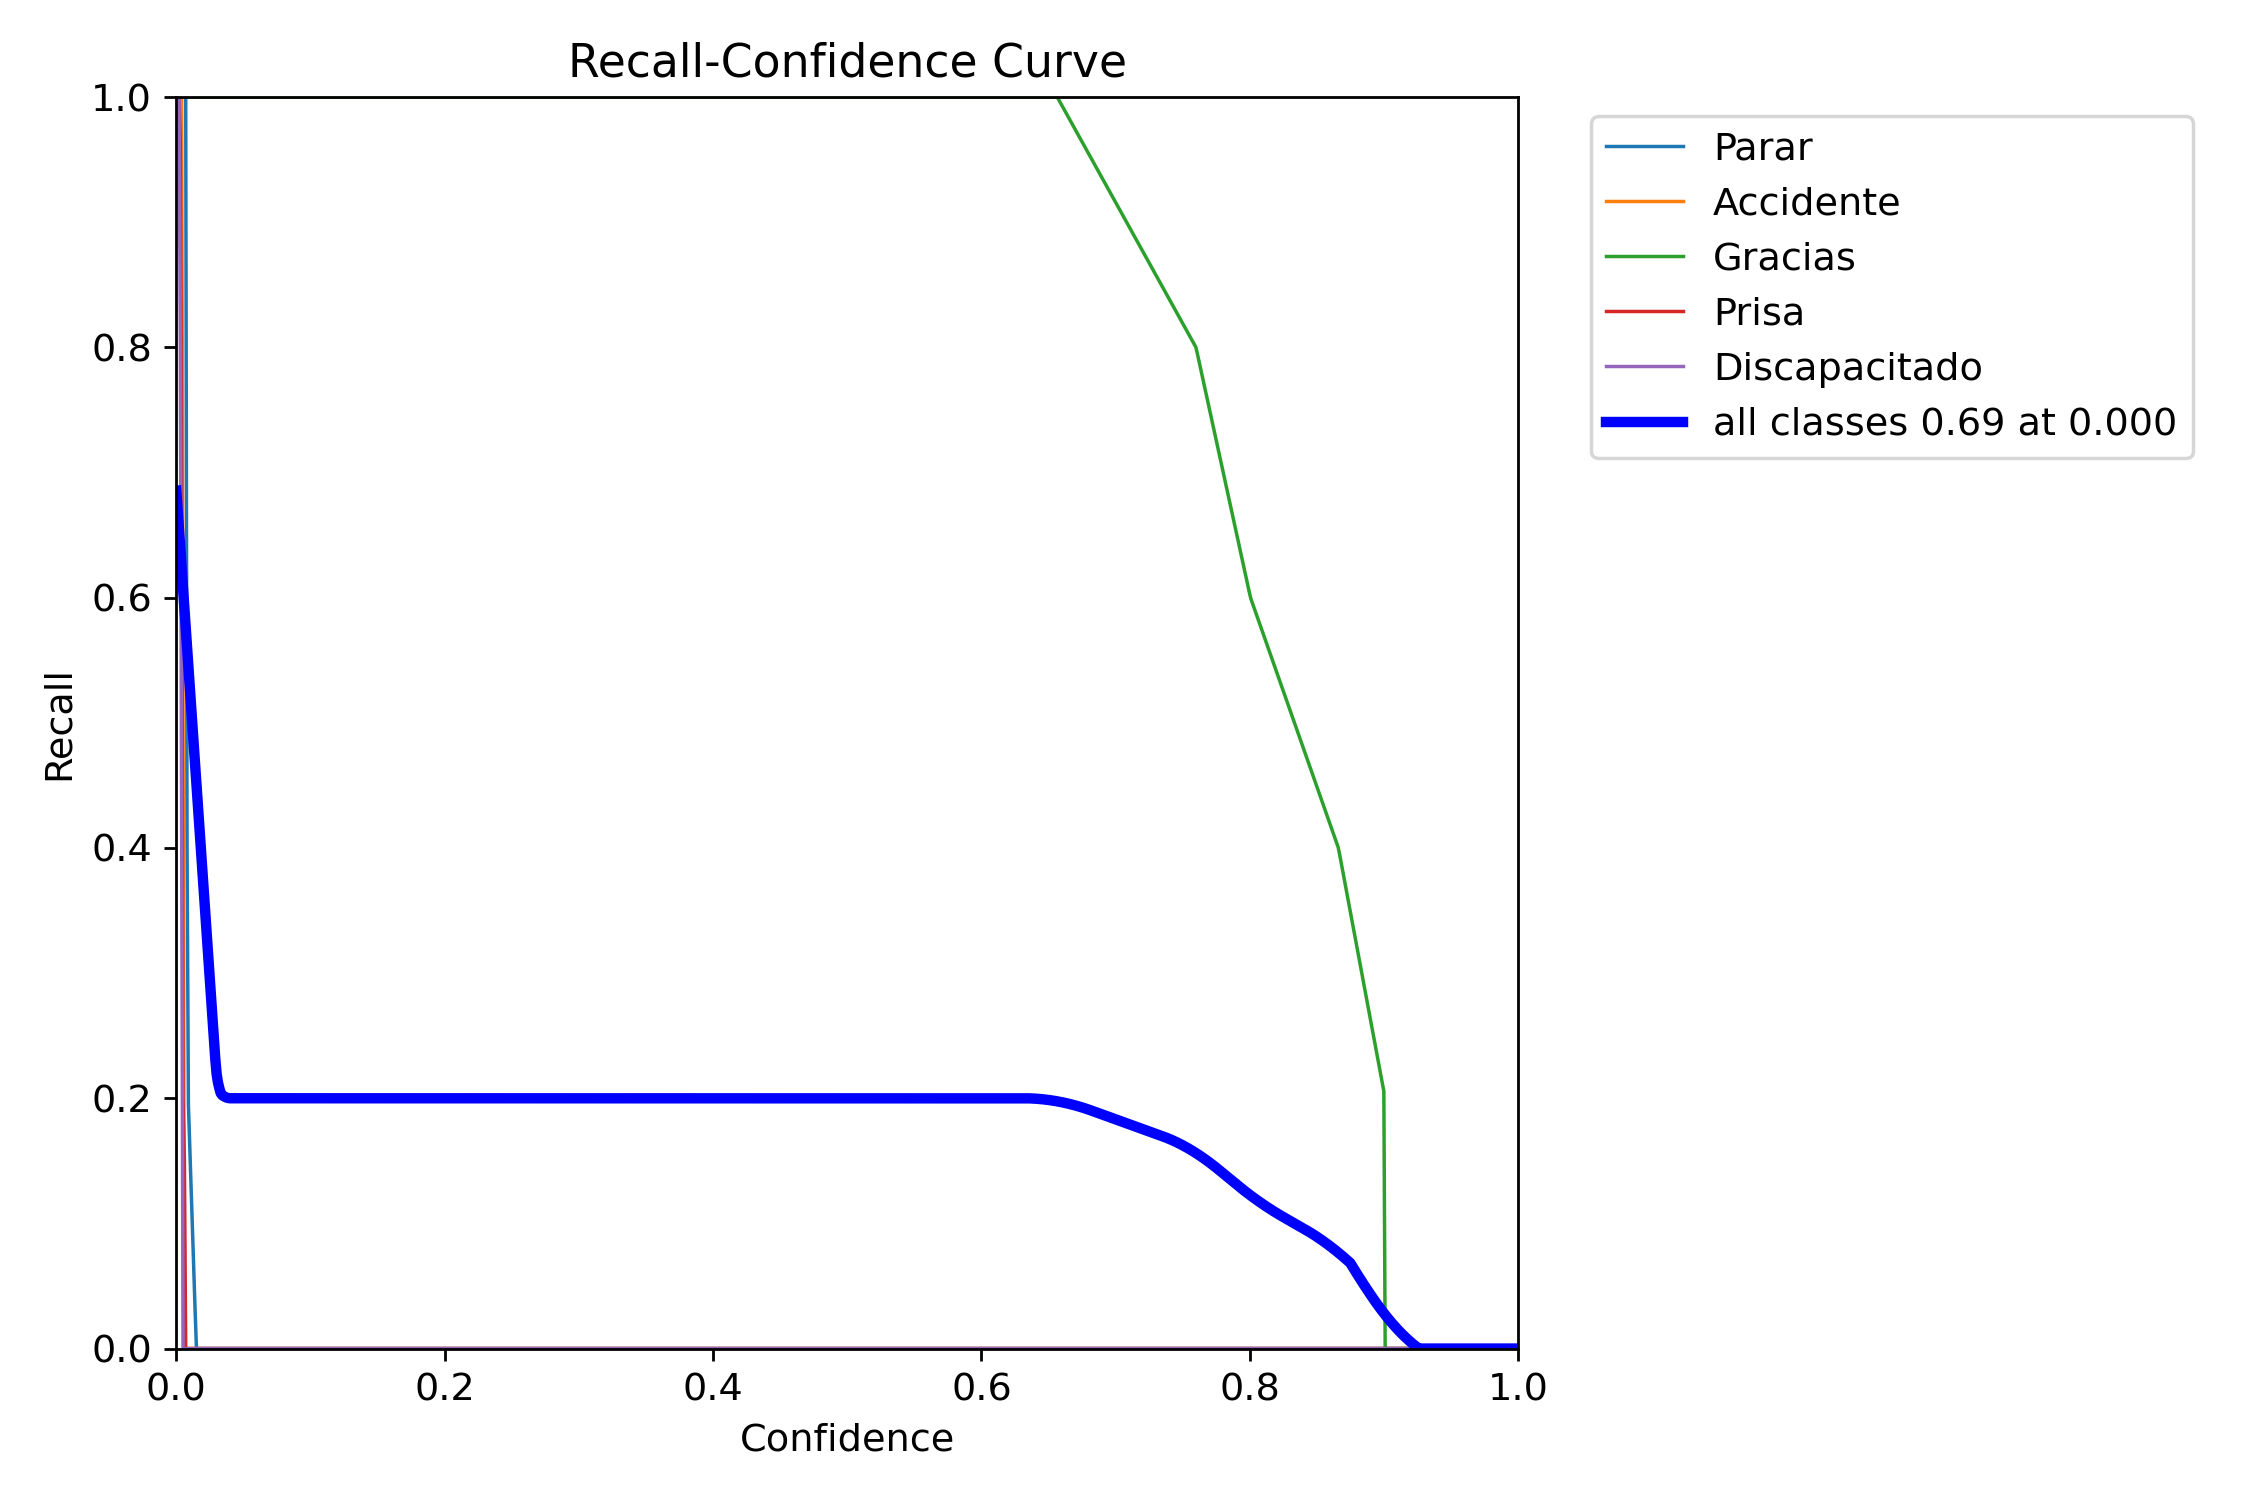 Recall-Confidence Curve
1.0
0.8
0.6
0.4
0.2
0.0
Recall
0.0 0.2 0.4 0.6 0.8 1.0
Confidence
Parar
Accidente
Gracias
Prisa
Discapacitado
all classes 0.69 at 0.000